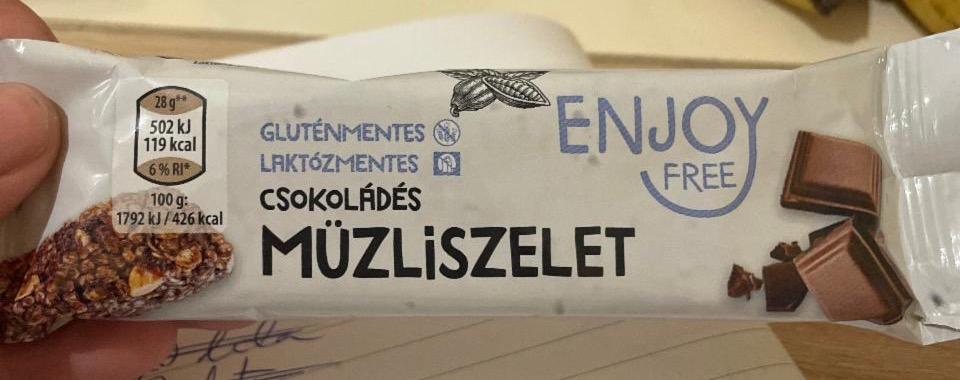 28 g**
502 kJ
119 kcal
6 % RI*
100 g:
1792 kJ / 426 kcal
GLUTÉNMENTES
LAKTÓZMENTES
CSOKOLÁDÉS
MÜZLiSZELET
ENJOY
FREE